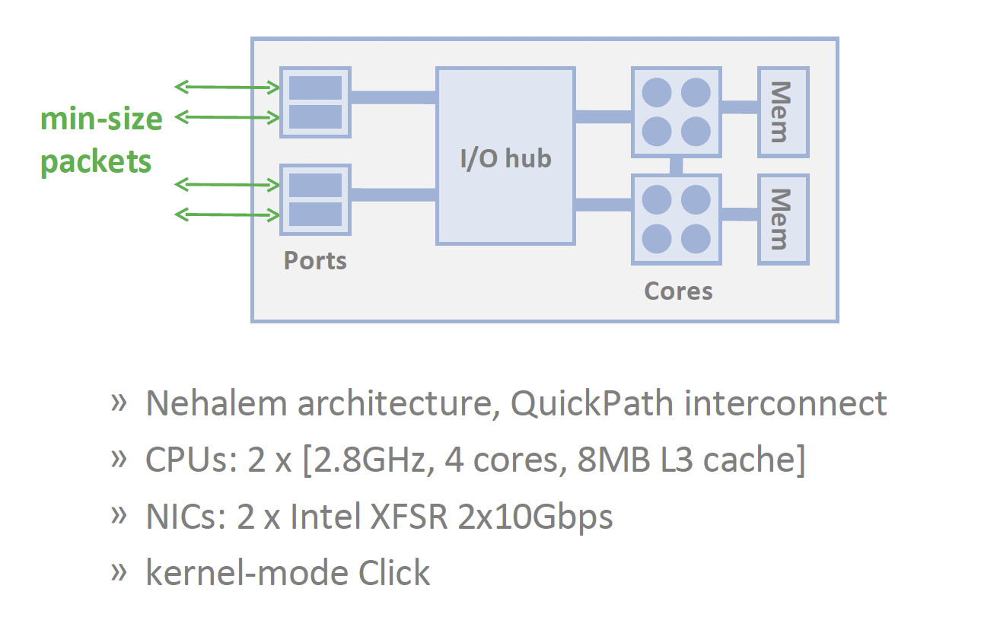 min-size
packets
I/O hub
Mem
Mem
Ports
Cores
» Nehalem architecture, QuickPath interconnect
» CPUs: 2 x [2.8GHz, 4 cores, 8MB L3 cache]
» NICs: 2 x Intel XFSR 2x10Gbps
» kernel-mode Click